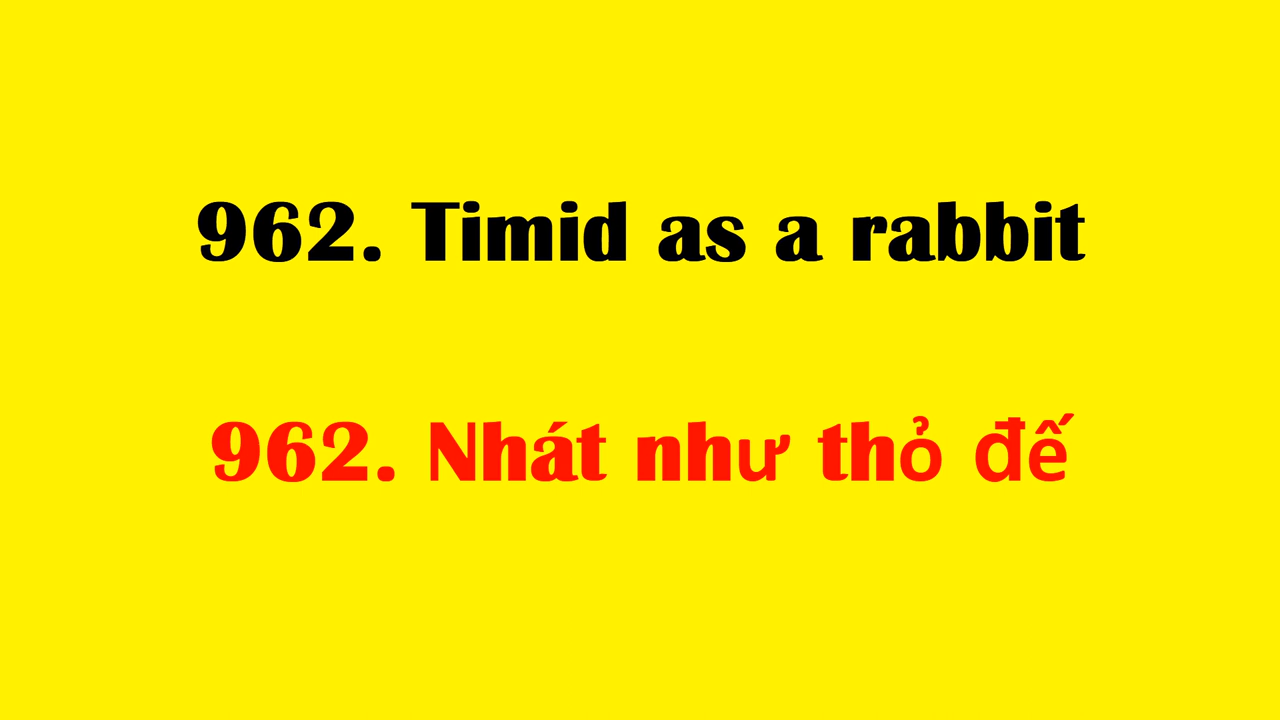 962. Timid as a rabbit
962. Nhát như thỏ đế